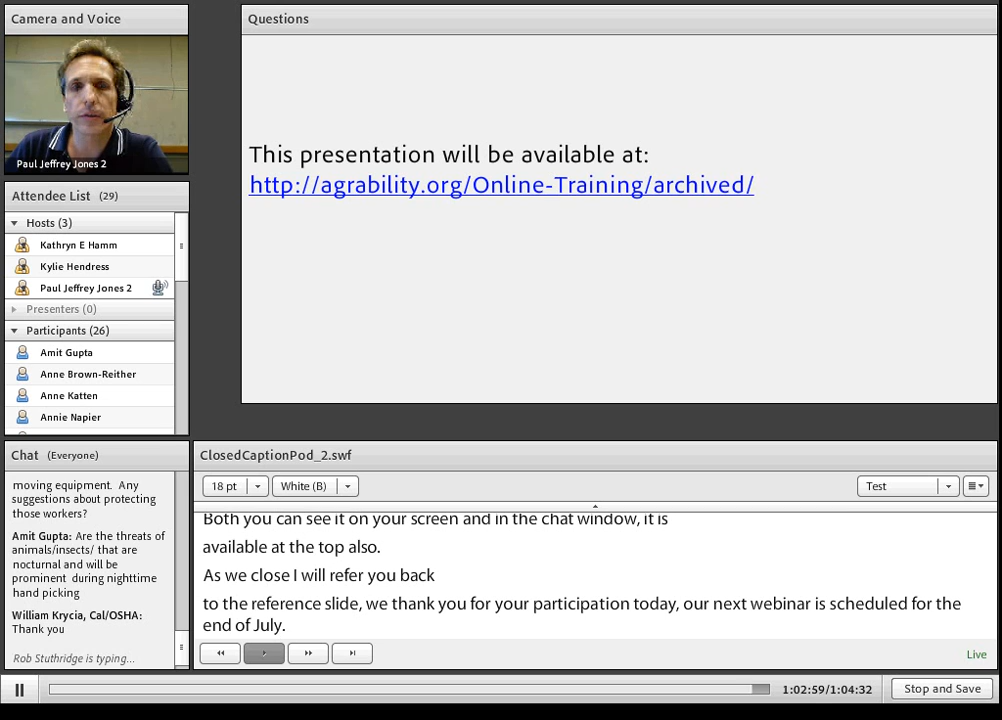 Camera and Voice
Paul Jeffrey Jones 2
Attendee List (29)
Hosts (3)
Kathryn E Hamm
Kylie Hendress
Paul Jeffrey Jones 2
Presenters (0)
Participants (26)
Amit Gupta
Anne Brown-Reither
Anne Katten
Annie Napier
Chat (Everyone)
moving equipment. Any
suggestions about protecting
those workers?
Amit Gupta: Are the threats of
animals/insects/ that are
nocturnal and will be
prominent during nighttime
hand picking
William Krycia, Cal/OSHA:
Thank you
Rob Stuthridge is typing...
Questions
This presentation will be available at:
http://agrability.org/Online-Training/archived/
ClosedCaptionPod_2.swf
18 pt White (B) Test
Both you can see it on your screen and in the chat window, it is
available at the top also.
As we close I will refer you back
to the reference slide, we thank you for your participation today, our next webinar is scheduled for the
end of July.
Live
1:02:59/1:04:32 Stop and Save